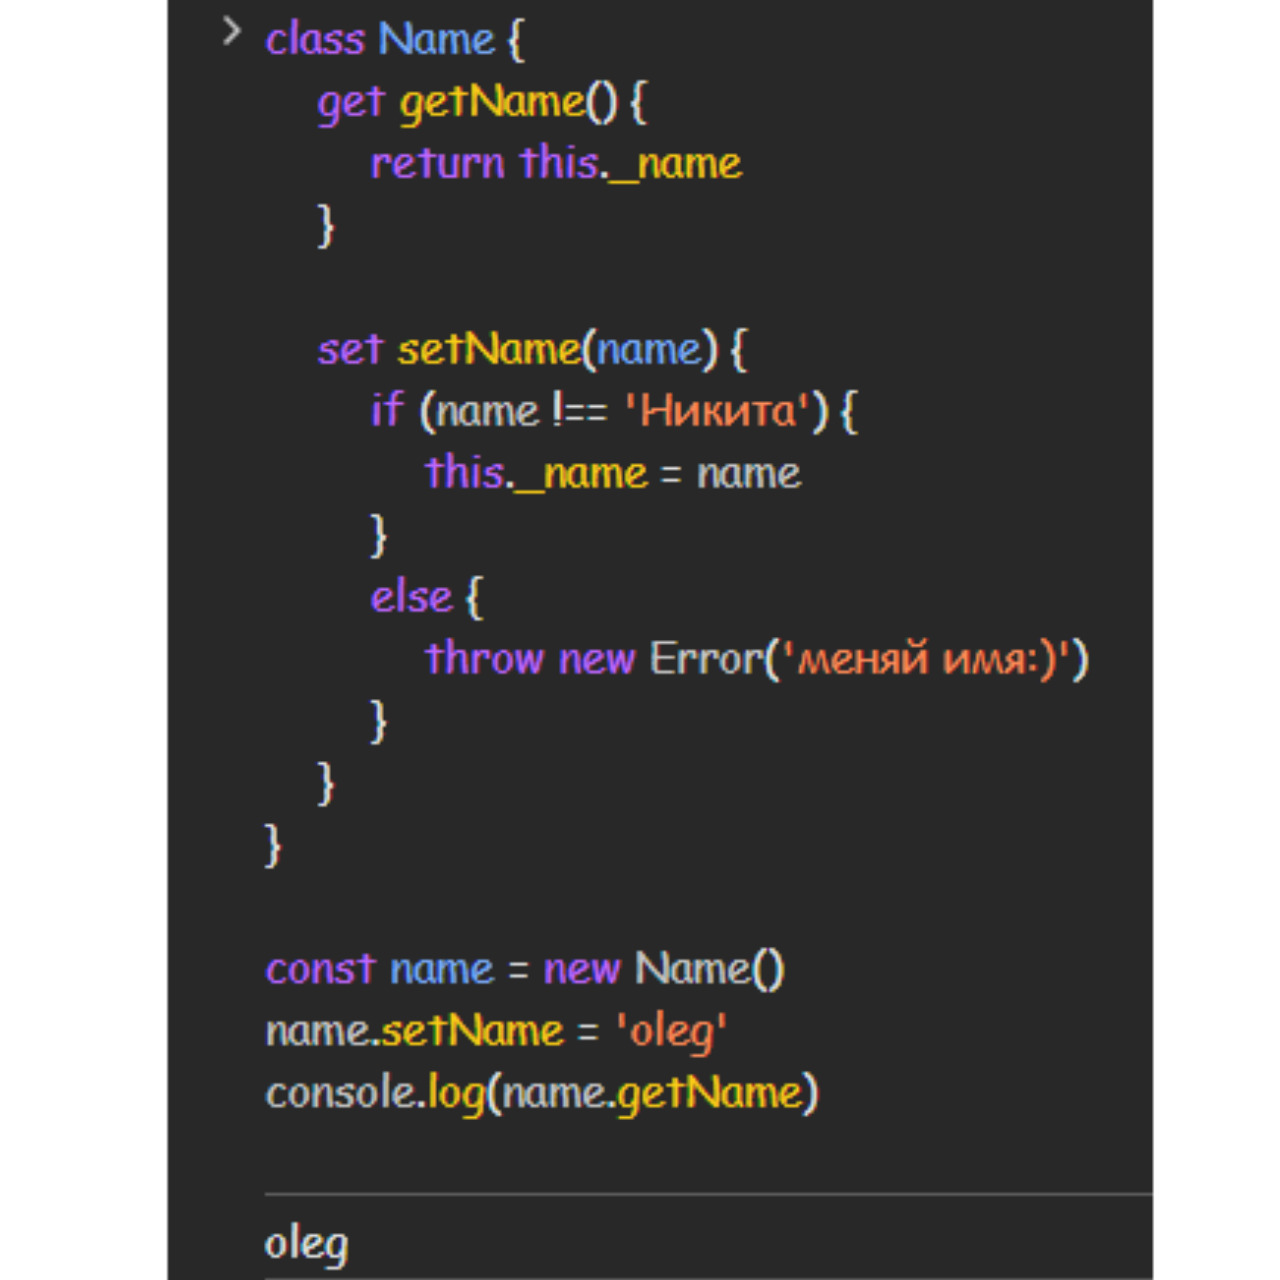 > class Name {
get getName() {
return this._name
}
set setName(name) {
if (name !== 'Никита') {
this._name = name
}
else {
throw new Error('меняй имя:)')
}
}
}
const name = new Name()
name.setName = 'oleg'
console.log(name.getName)
oleg